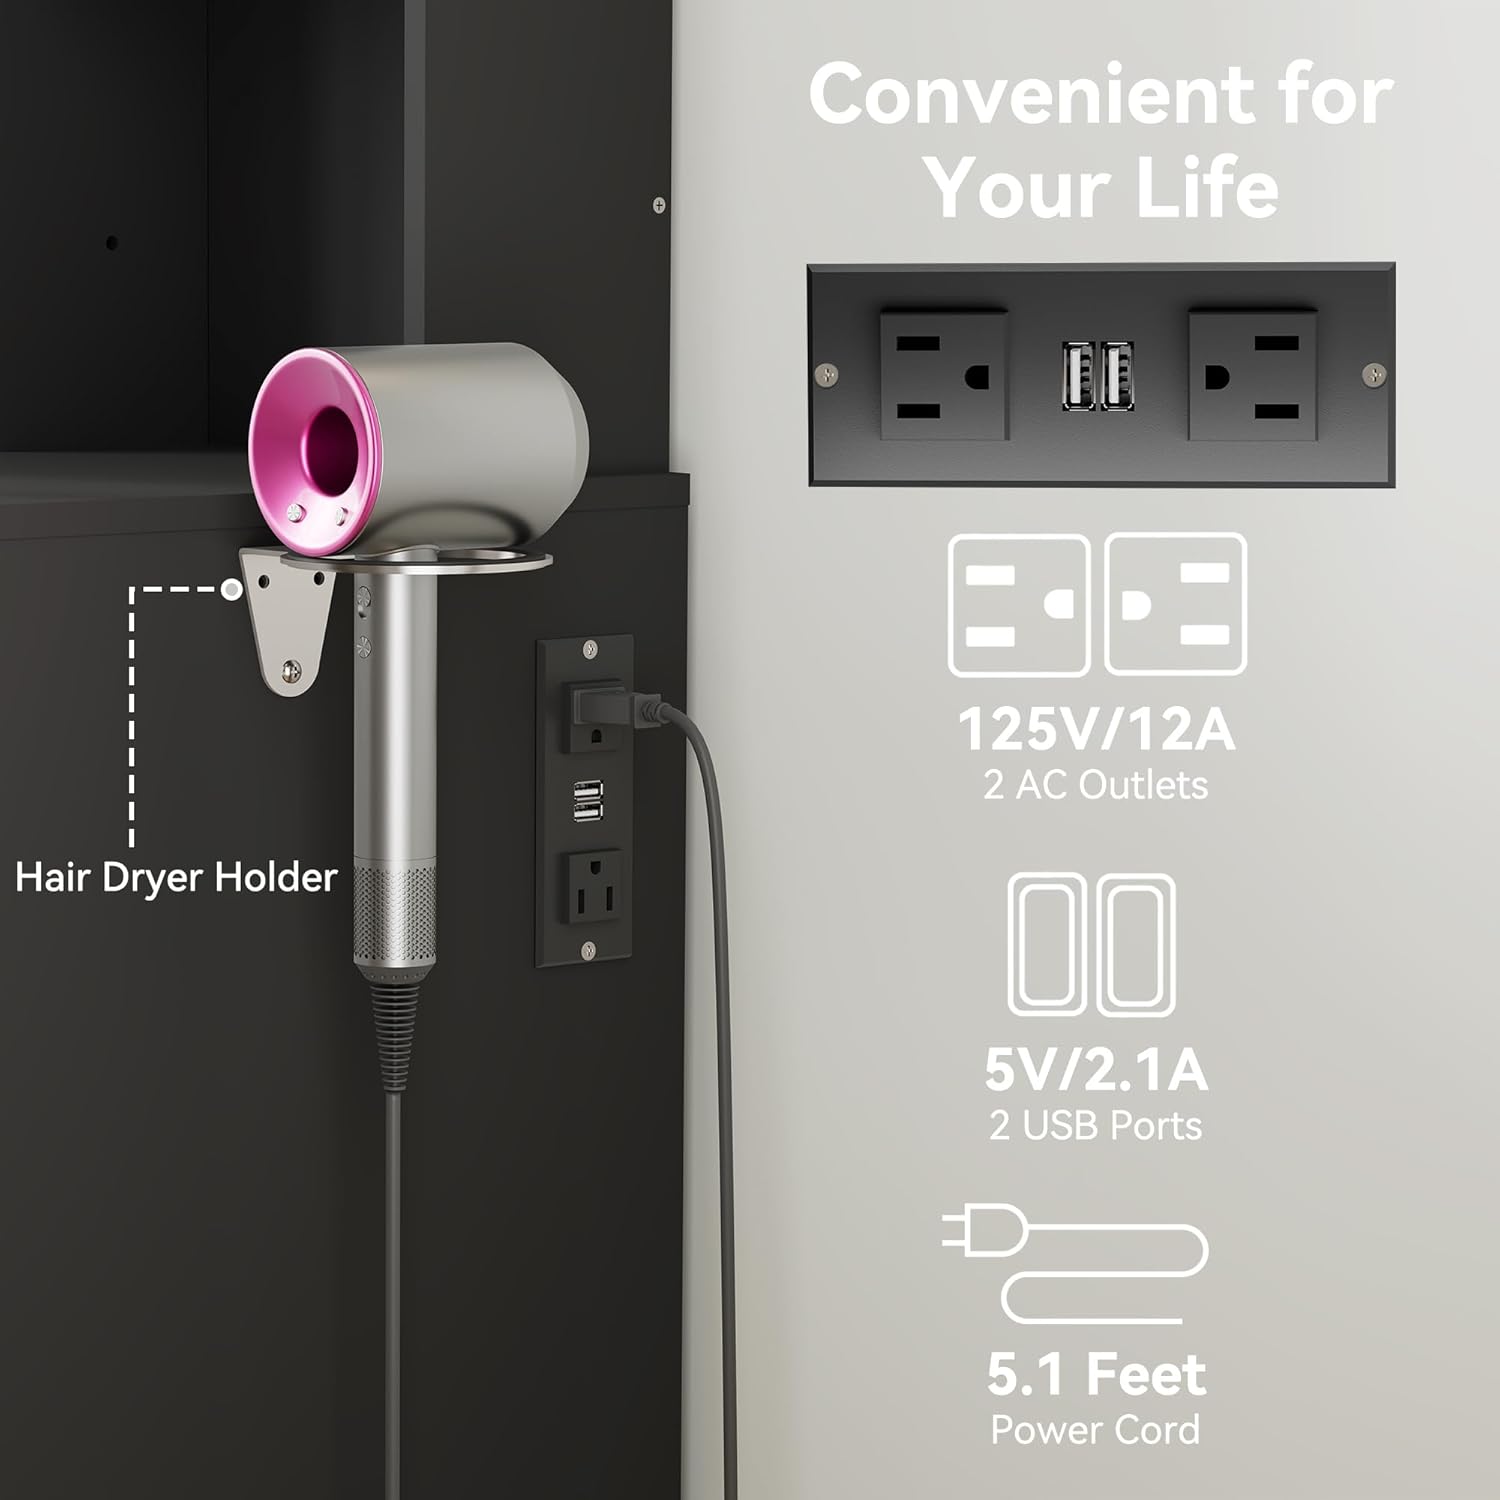 Convenient for
Your Life
125V/12A
2 AC Outlets
Hair Dryer Holder
5V/2.1A
2 USB Ports
5.1 Feet
Power Cord